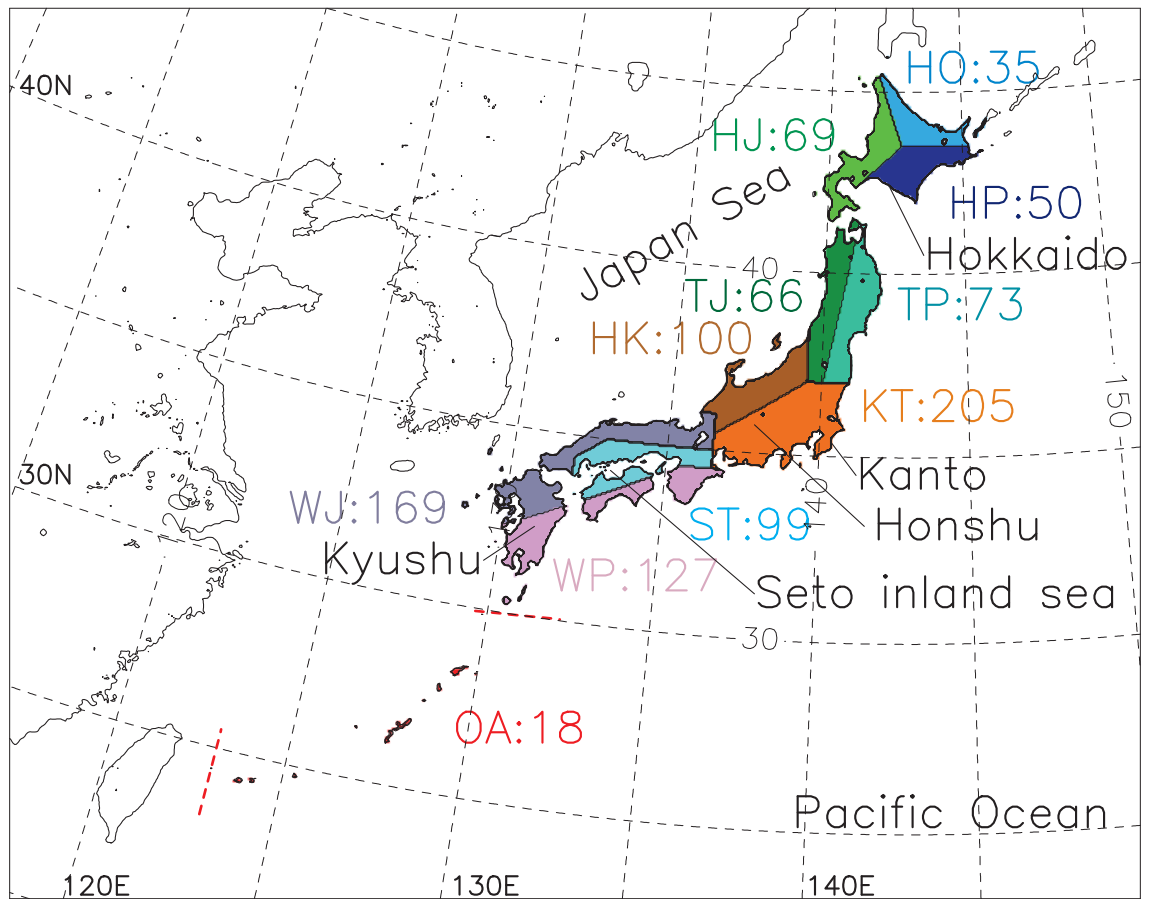 HO:35
40N
HJ:69
Japan Sea
HP:50
Hokkaido
40
TJ:66
TP:73
HK:100
150
KT:205
30N
Kanto
140
WJ:169
ST:99
Honshu
Kyushu
WP:127
Seto inland sea
30
OA:18
Pacific Ocean
120E
130E
140E